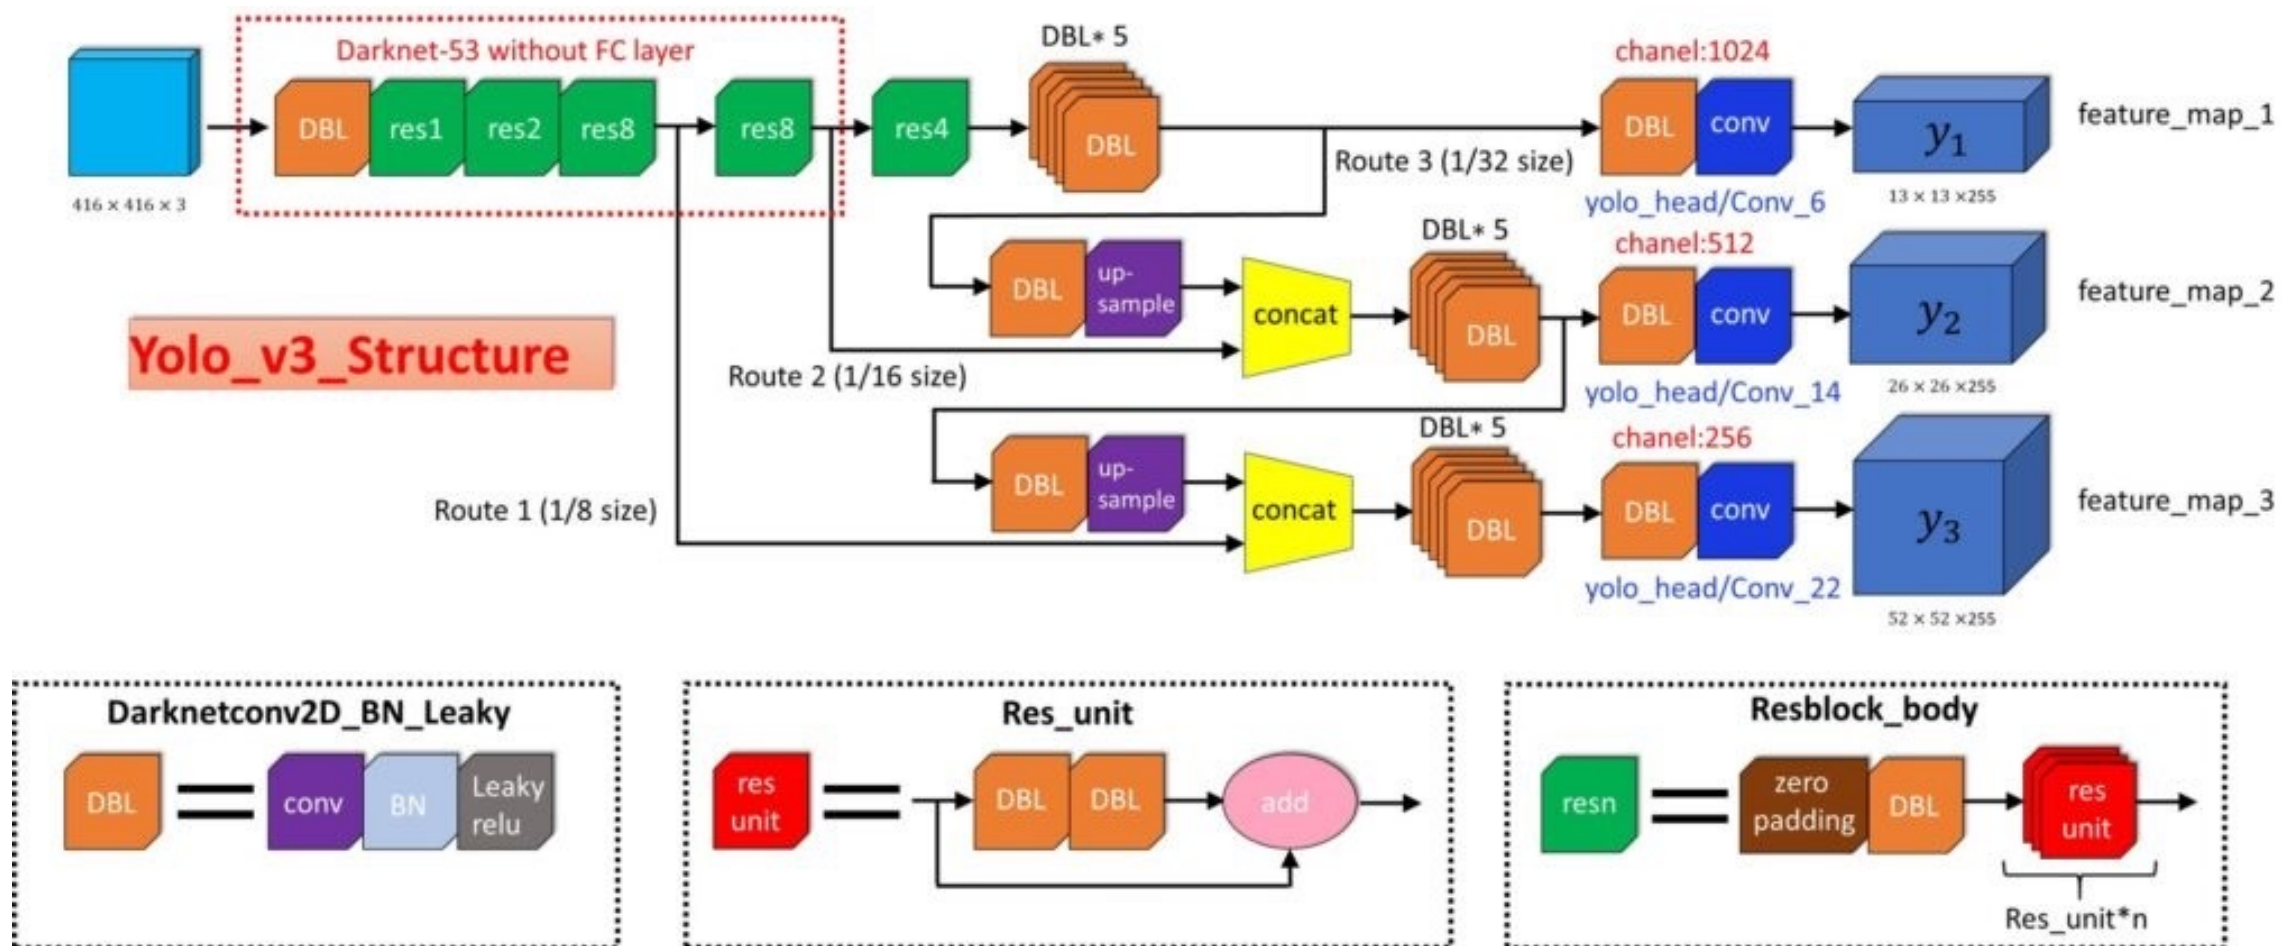 Darknet-53 without FC layer
416 × 416 × 3
DBL
res1
res2
res8
res8
res4
DBL* 5
DBL
Route 3 (1/32 size)
chanel:1024
DBL
conv
yolo_head/Conv_6
y1
13 × 13 ×255
feature_map_1
DBL
up-
sample
concat
DBL* 5
DBL
Route 2 (1/16 size)
chanel:512
DBL
conv
yolo_head/Conv_14
y2
26 × 26 ×255
feature_map_2
Yolo_v3_Structure
DBL
up-
sample
concat
DBL* 5
DBL
Route 1 (1/8 size)
chanel:256
DBL
conv
yolo_head/Conv_22
y3
52 × 52 ×255
feature_map_3
Darknetconv2D_BN_Leaky
DBL
conv
BN
Leaky
relu
Res_unit
res
unit
DBL
DBL
add
Resblock_body
resn
zero
padding
DBL
res
unit
Res_unit*n